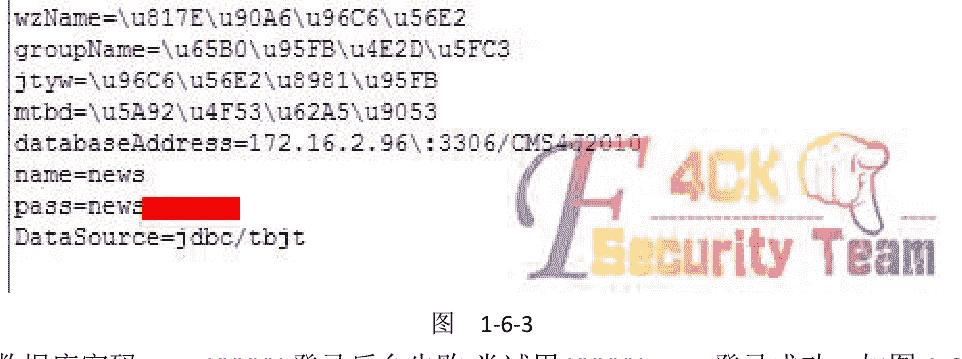 wzName=\u817E\u90A6\u96C6\u56E2
groupName=\u65B0\u95FB\u4E2D\u5FC3
jtyw=\u96C6\u56E2\u8981\u95FB
mtbd=\u5A92\u4F53\u62A5\u9053
databaseAddress=172.16.2.96\:3306/CMS4g2010
name=news
pass=news
DataSource=jdbc/tbjt
F4CK
Security Team
图 1-6-3